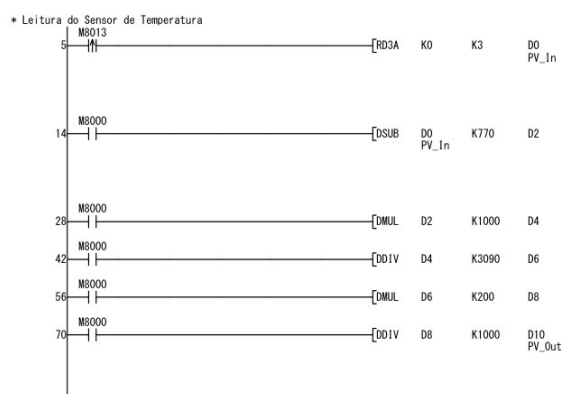 * Leitura do Sensor de Temperatura
M8013
5 [RD3A K0 K3 D0
PV_In
M8000
14 [DSUB D0 K770 D2
PV_In
M8000
28 [DMUL D2 K1000 D4
M8000
42 [DDIV D4 K3090 D6
M8000
56 [DMUL D6 K200 D8
M8000
70 [DDIV D8 K1000 D10
PV_Out